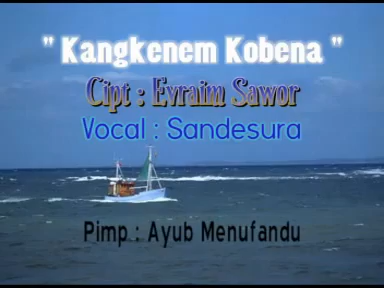 " Kangkenem Kobena "
Cipt : Evraim Sawor
Vocal : Sandesura
Pimp : Ayub Menufandu